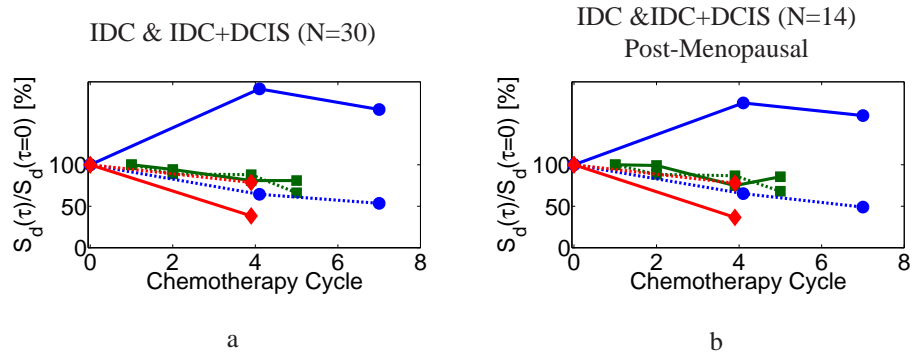 IDC & IDC+DCIS (N=30)
S_d(τ)/S_d(τ=0) [%]
100
50
0
0 2 4 6 8
Chemotherapy Cycle
a
IDC &IDC+DCIS (N=14)
Post-Menopausal
S_d(τ)/S_d(τ=0) [%]
100
50
0
0 2 4 6 8
Chemotherapy Cycle
b